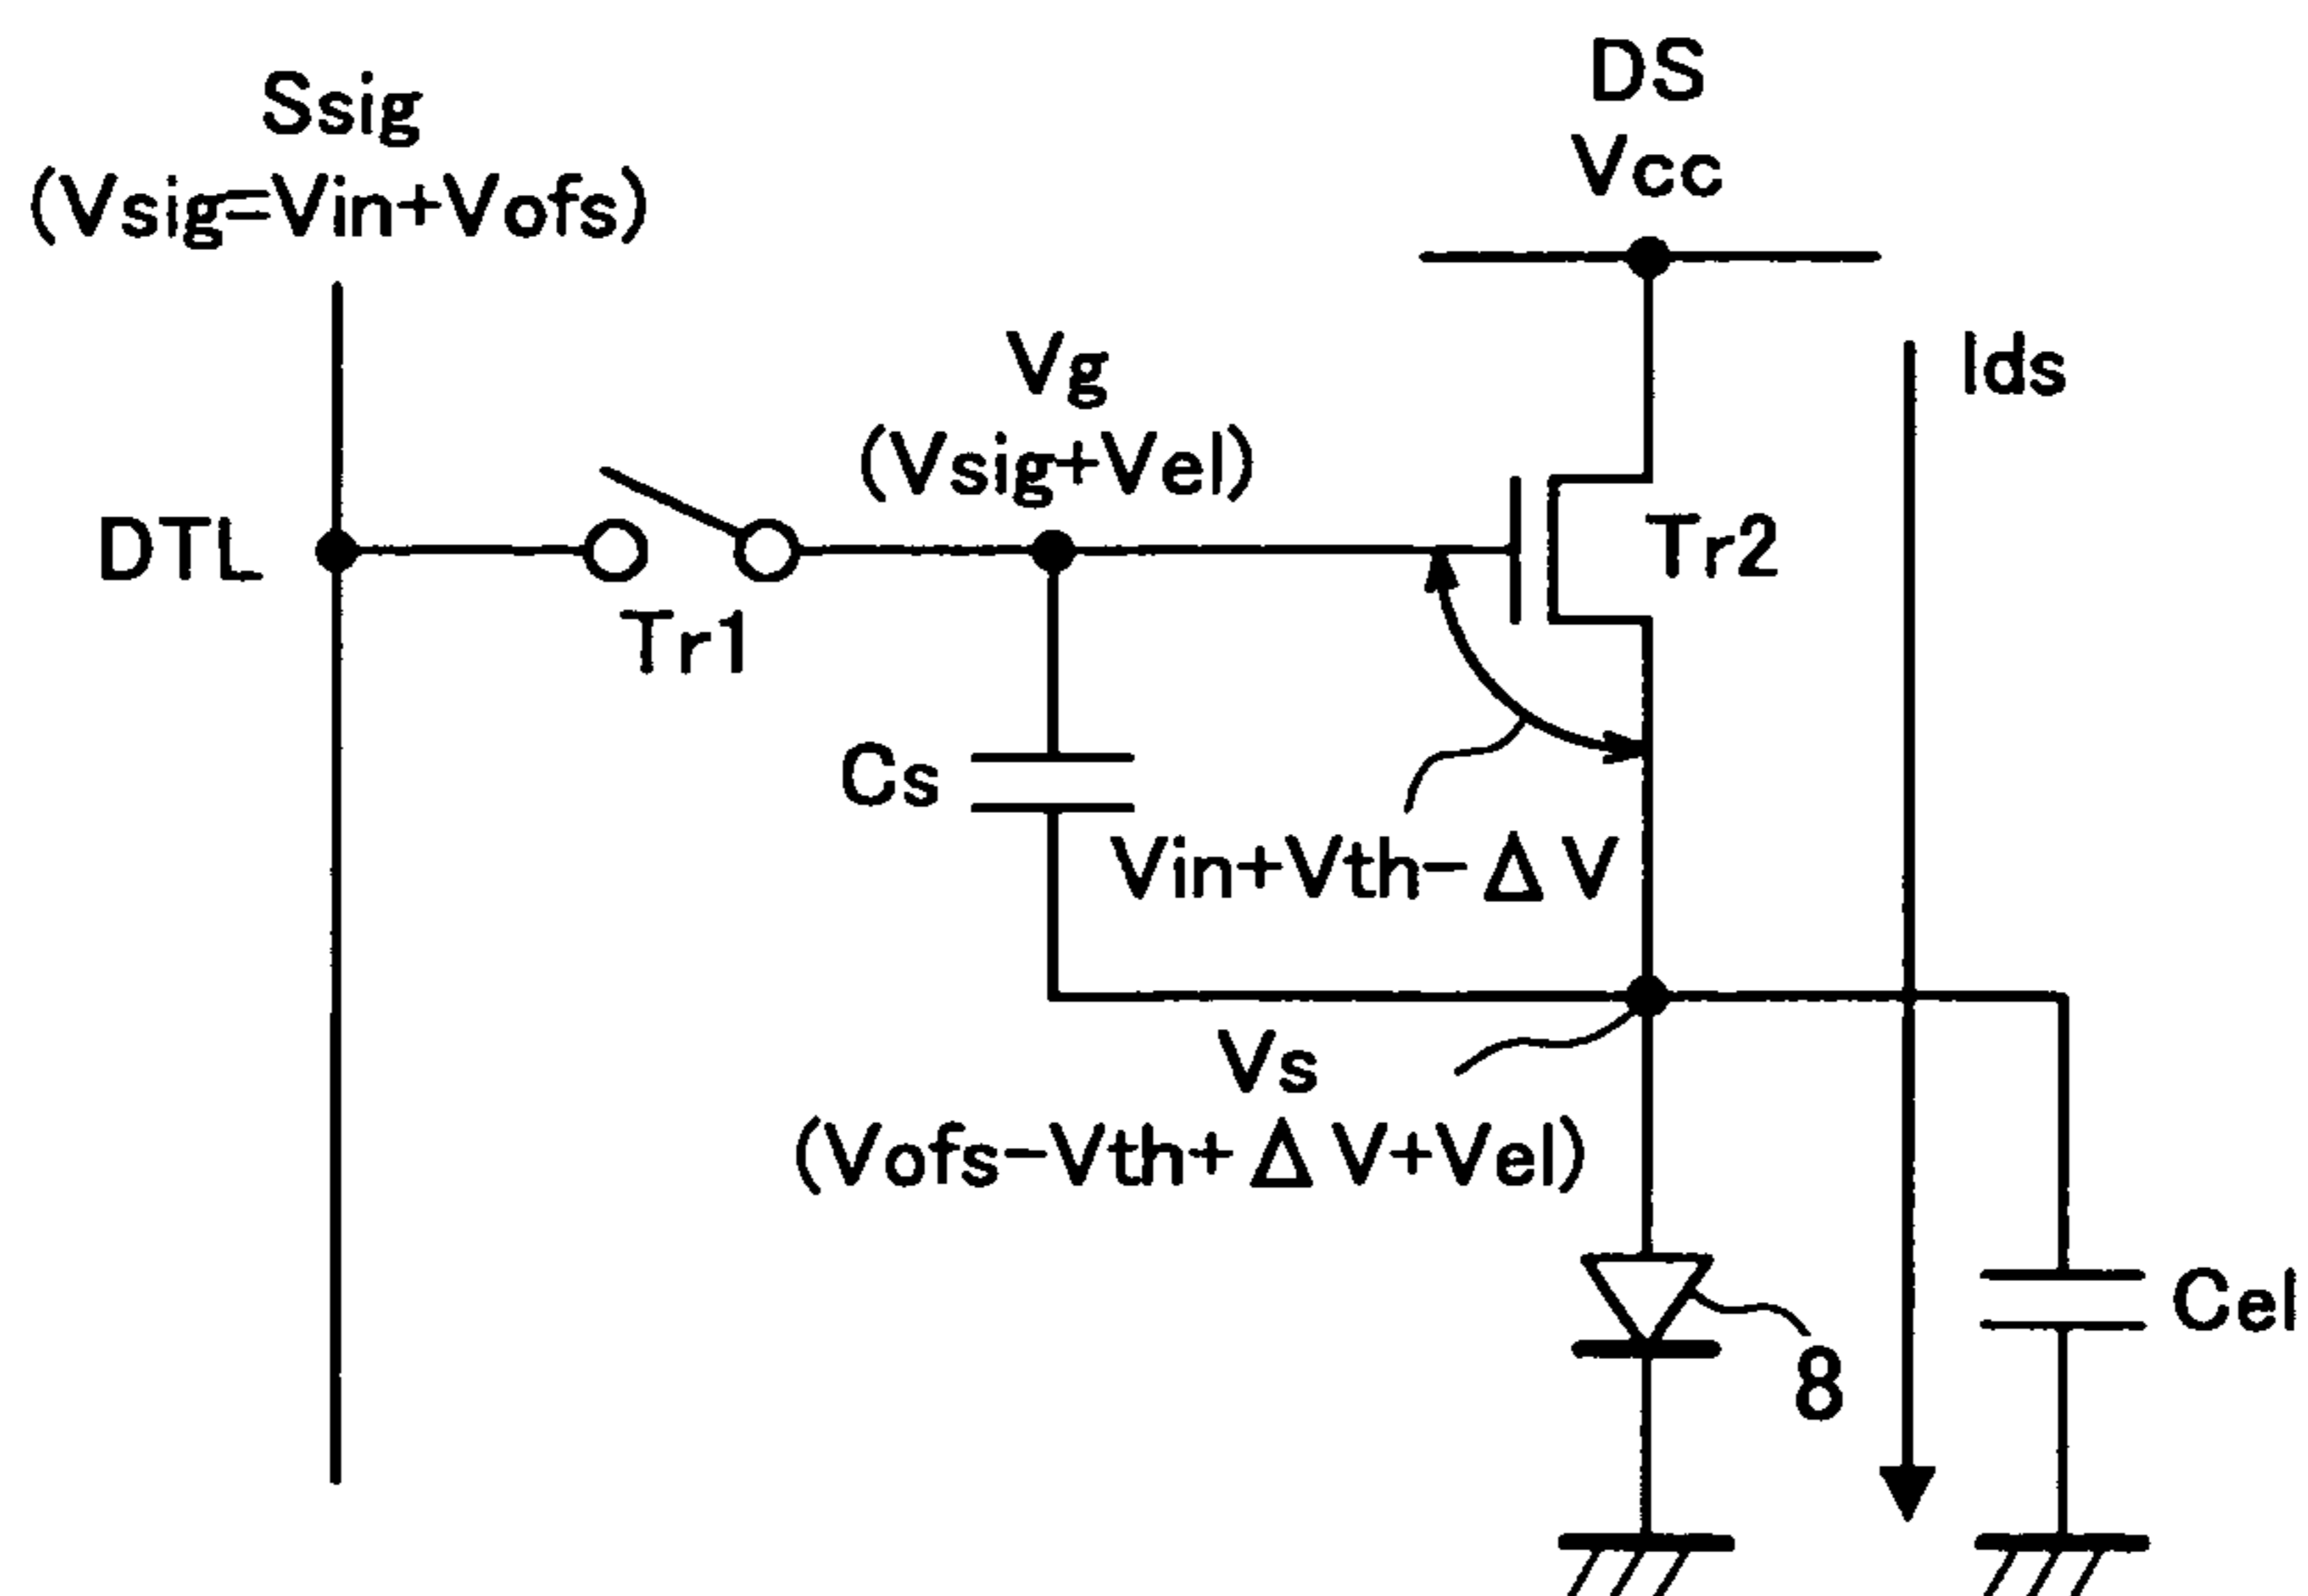 Ssig
(Vsig=Vin+Vofs)
DS
Vcc
Ids
Vg
(Vsig+Vel)
DTL
Tr1
Tr2
Cs
Vin+Vth-ΔV
Vs
(Vofs-Vth+ΔV+Vel)
Cel
8